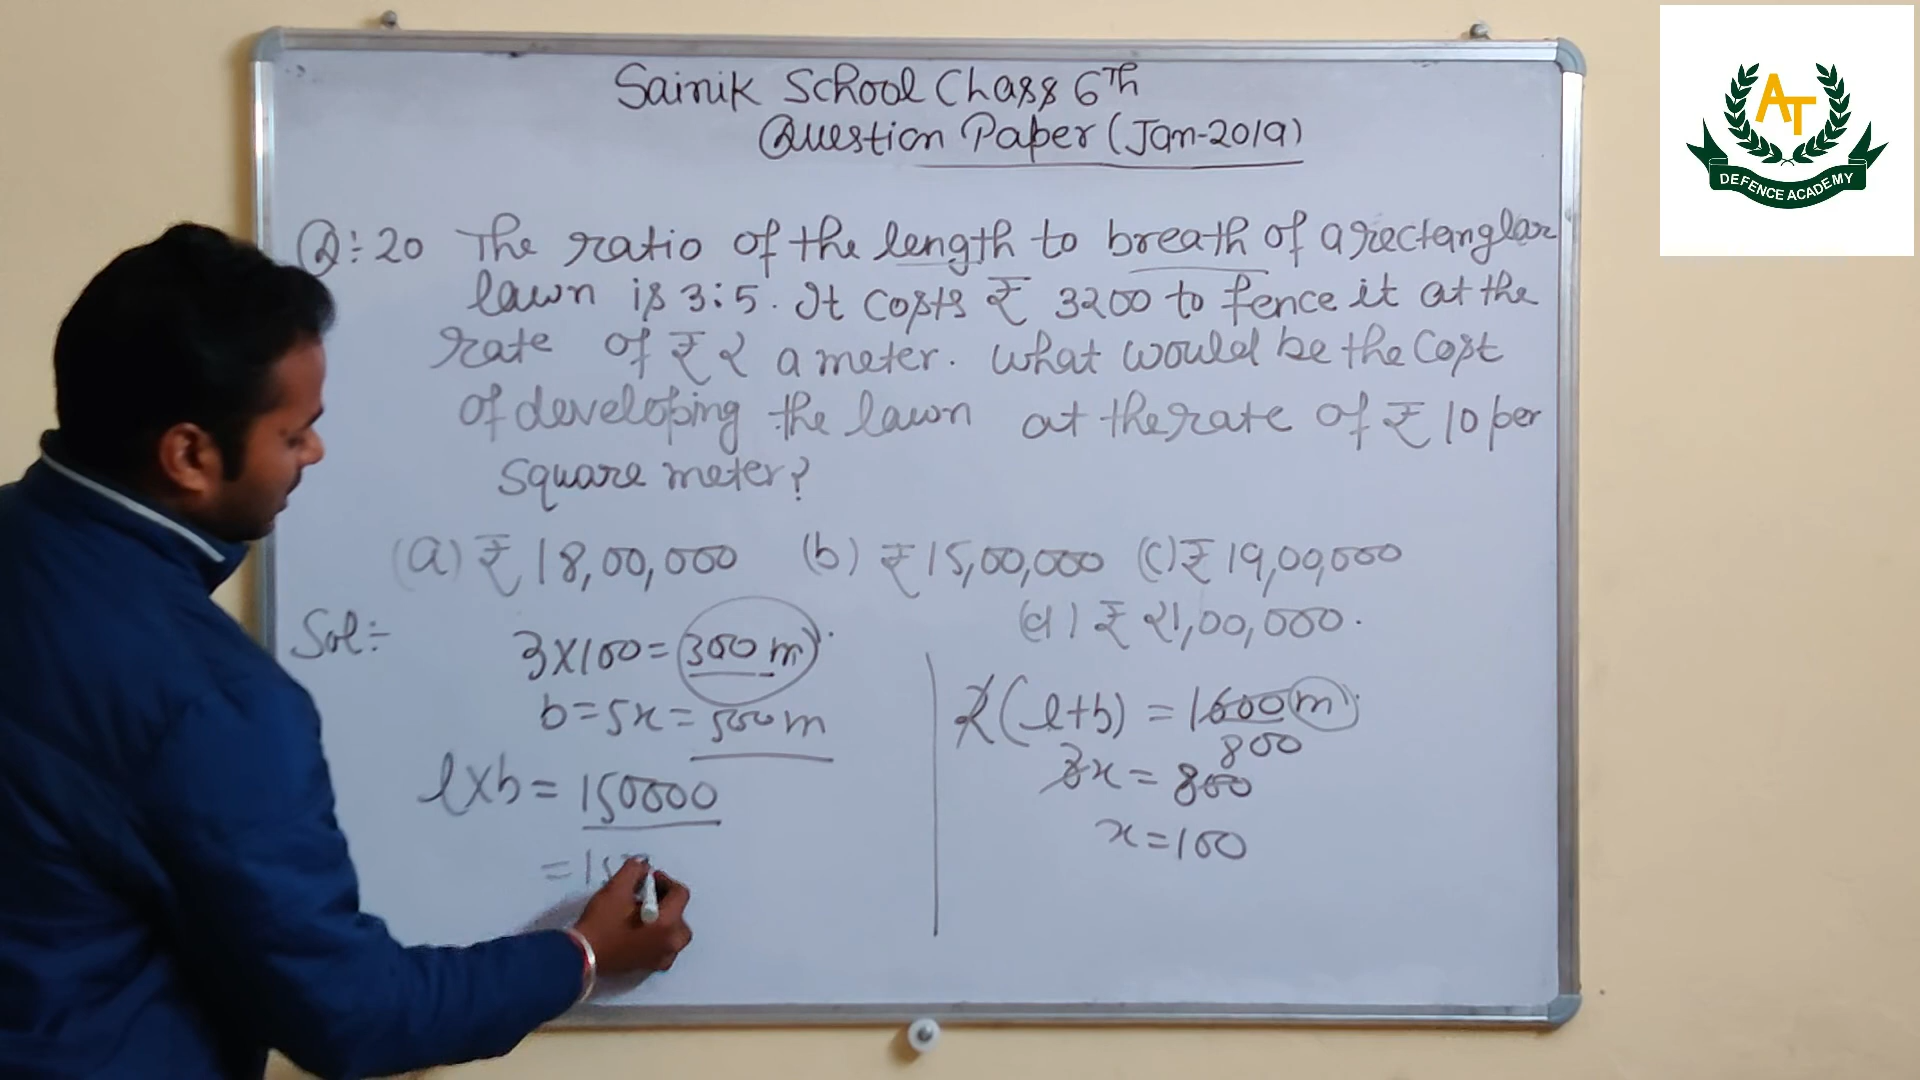 Sainik School Class 6Th
Question Paper (Jan-2019)
Q:- 20 The ratio of the length to breath of a rectanglar
lawn is 3:5. It costs ₹ 3200 to fence it at the
rate of ₹ 2 a meter. What would be the cost
of developing the lawn at the rate of ₹ 10 per
square meter?
(a) ₹ 18,00,000 (b) ₹ 15,00,000 (c) ₹ 19,00,000
(d) ₹ 21,00,000.
Sol:-
3X100 = 300 m
b = 5x = 500 m
l x b = 150000
= 15
2(l+b) = 1600 m
800
x = 800
x = 100
AT
DEFENCE ACADEMY